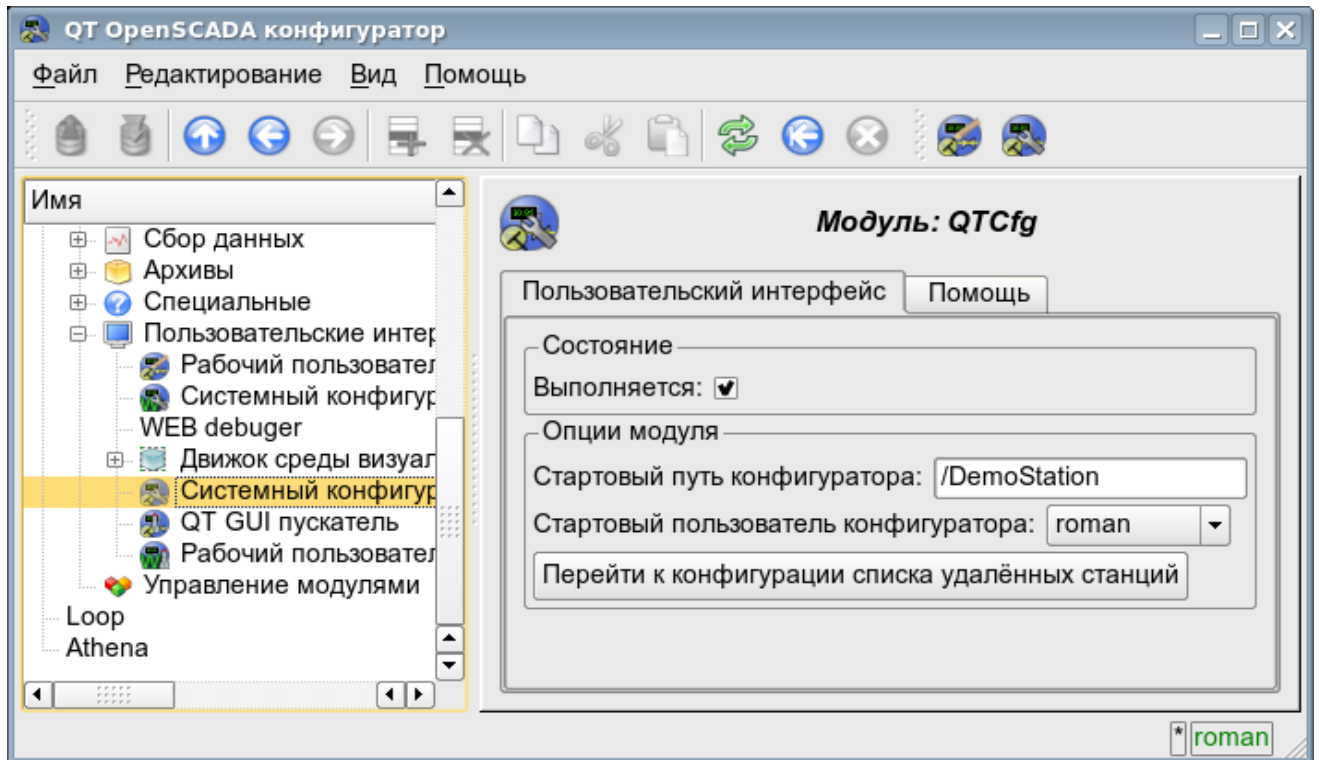 QT OpenSCADA конфигуратор
Файл Редактирование Вид Помощь
Имя
Сбор данных
Архивы
Специальные
Пользовательские интер
Рабочий пользовател
Системный конфигур
WEB debuger
Движок среды визуал
Системный конфигур
QT GUI пускатель
Рабочий пользовател
Управление модулями
Loop
Athena
Модуль: QTCfg
Пользовательский интерфейс Помощь
Состояние
Выполняется:
Опции модуля
Стартовый путь конфигуратора: /DemoStation
Стартовый пользователь конфигуратора: roman
Перейти к конфигурации списка удалённых станций
* roman